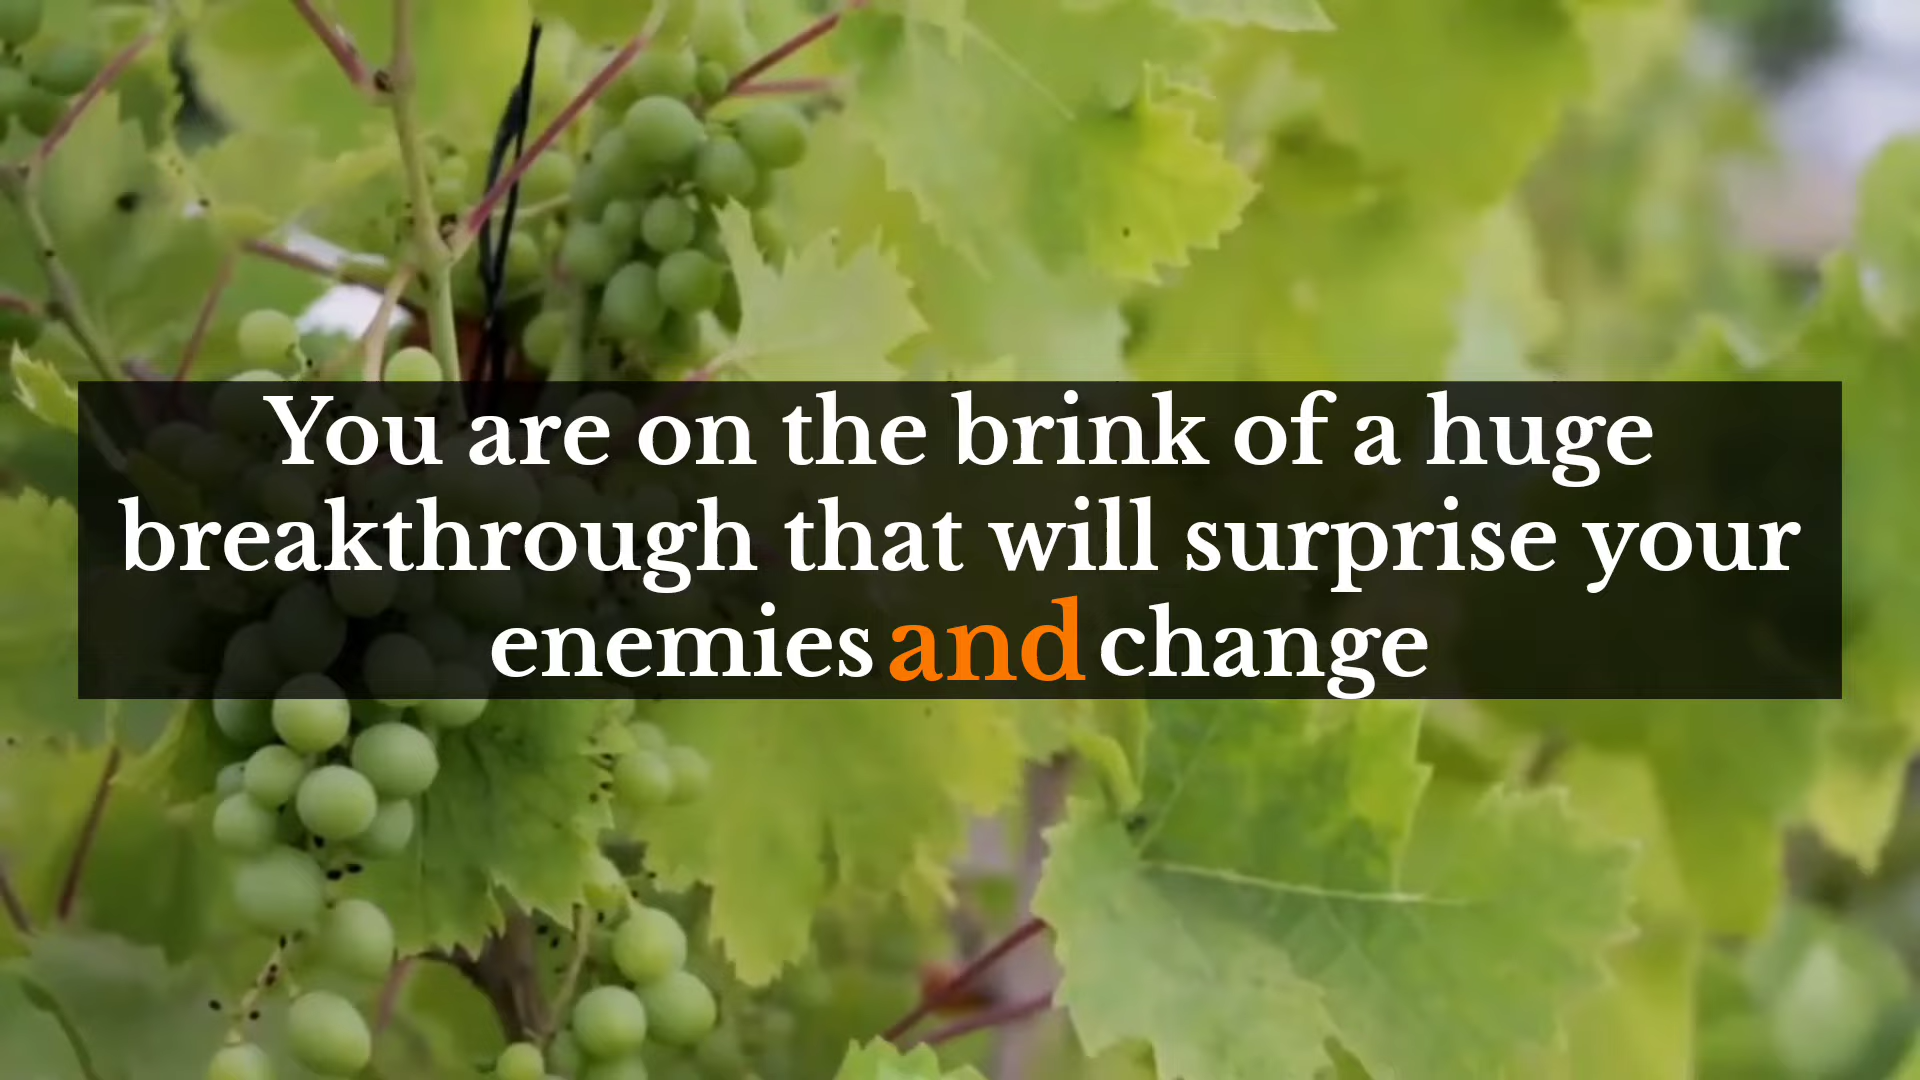 You are on the brink of a huge
breakthrough that will surprise your
enemies and change